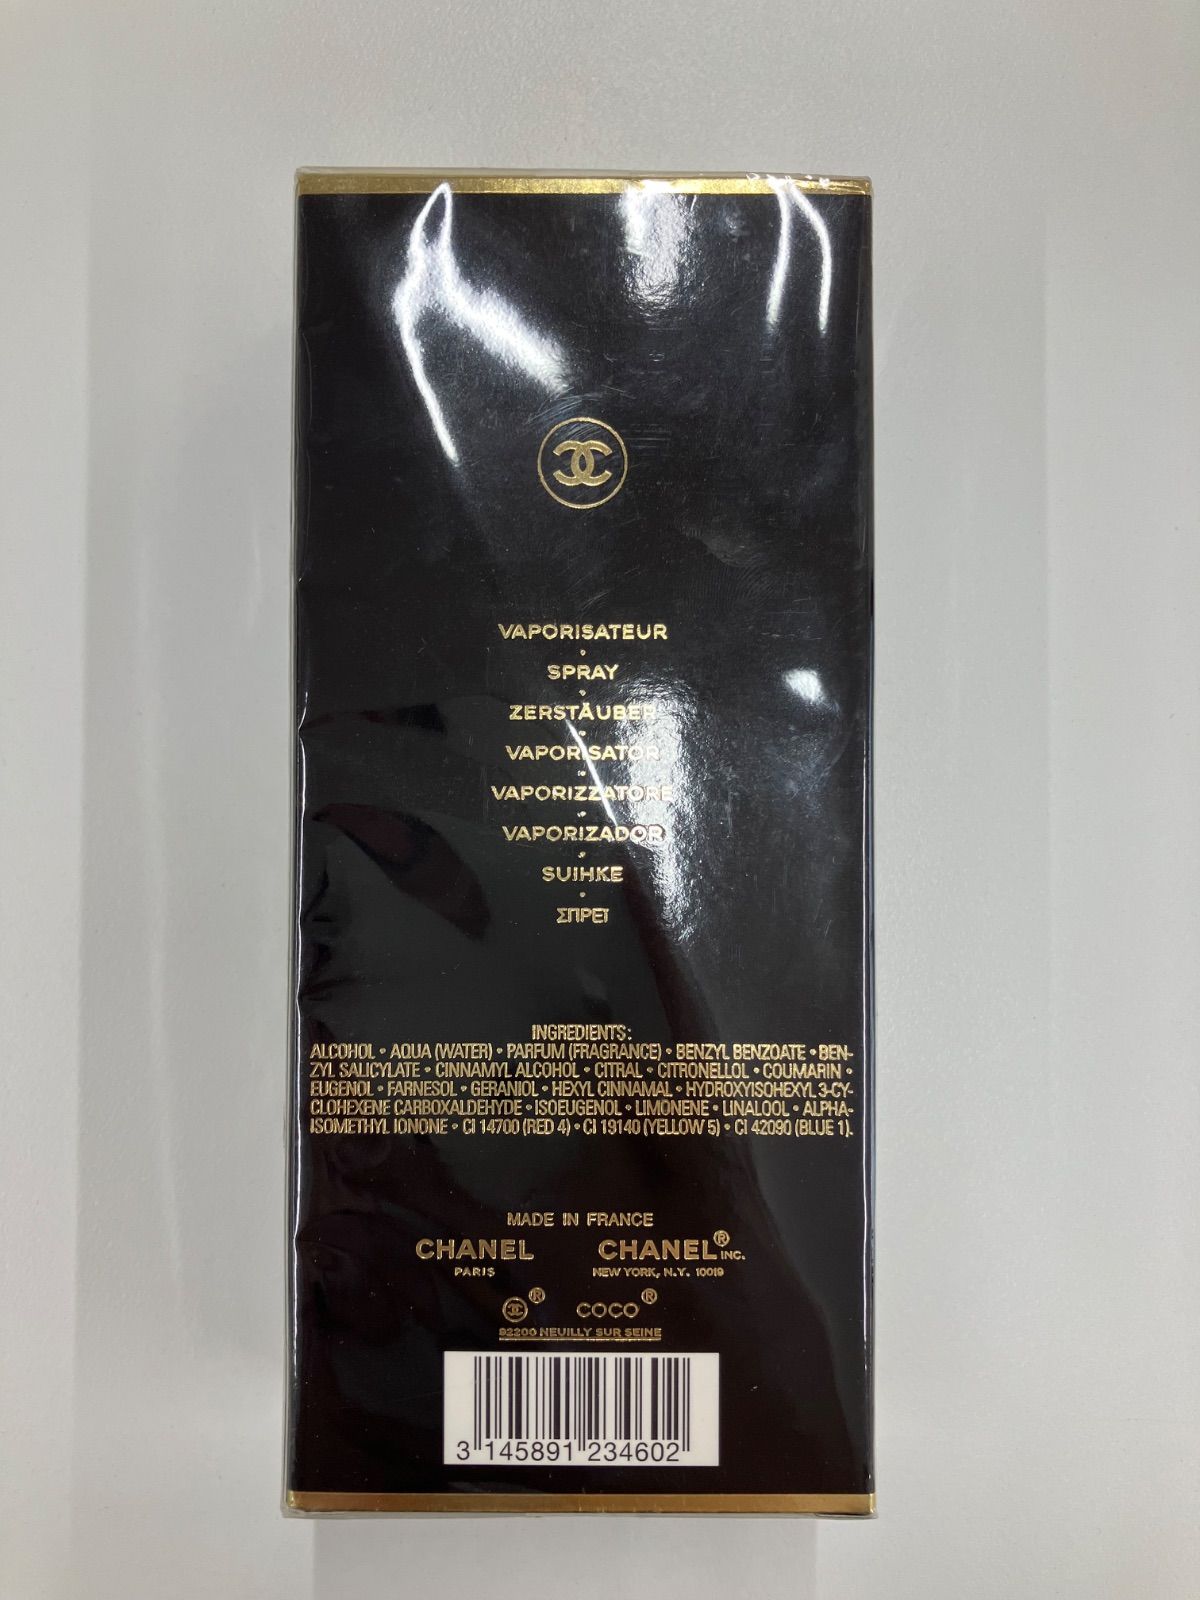 VAPORISATEUR
•
SPRAY
•
ZERSTÄUBER
•
VAPORISATOR
•
VAPORIZZATORE
•
VAPORIZADOR
•
SUIHKE
•
ΣΠΡΕΪ
INGREDIENTS:
ALCOHOL • AQUA (WATER) • PARFUM (FRAGRANCE) • BENZYL BENZOATE • BEN-
ZYL SALICYLATE • CINNAMYL ALCOHOL • CITRAL • CITRONELLOL • COUMARIN •
EUGENOL • FARNESOL • GERANIOL • HEXYL CINNAMAL • HYDROXYISOHEXYL 3-CY-
CLOHEXENE CARBOXALDEHYDE • ISOEUGENOL • LIMONENE • LINALOOL • ALPHA-
ISOMETHYL IONONE • CI 14700 (RED 4) • CI 19140 (YELLOW 5) • CI 42090 (BLUE 1).
MADE IN FRANCE
CHANEL CHANEL® INC.
PARIS NEW YORK, N.Y. 10019
® COCO®
92200 NEUILLY SUR SEINE
3 145891 234602